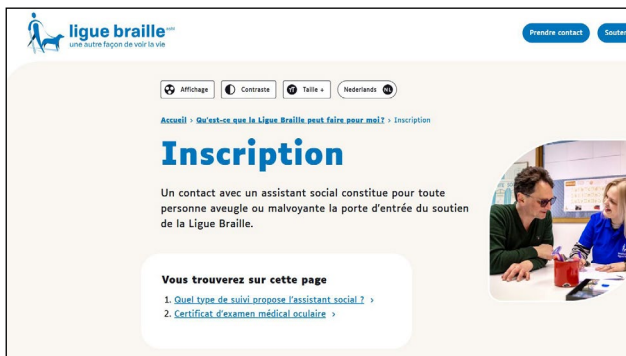 ligue braille asbl
une autre façon de voir la vie
Prendre contact
Souter
Affichage
Contraste
Taille +
Nederlands NL
Accueil > Qu'est-ce que la Ligue Braille peut faire pour moi ? > Inscription
Inscription
Un contact avec un assistant social constitue pour toute
personne aveugle ou malvoyante la porte d'entrée du soutien
de la Ligue Braille.
Vous trouverez sur cette page
1. Quel type de suivi propose l'assistant social ? >
2. Certificat d'examen médical oculaire >